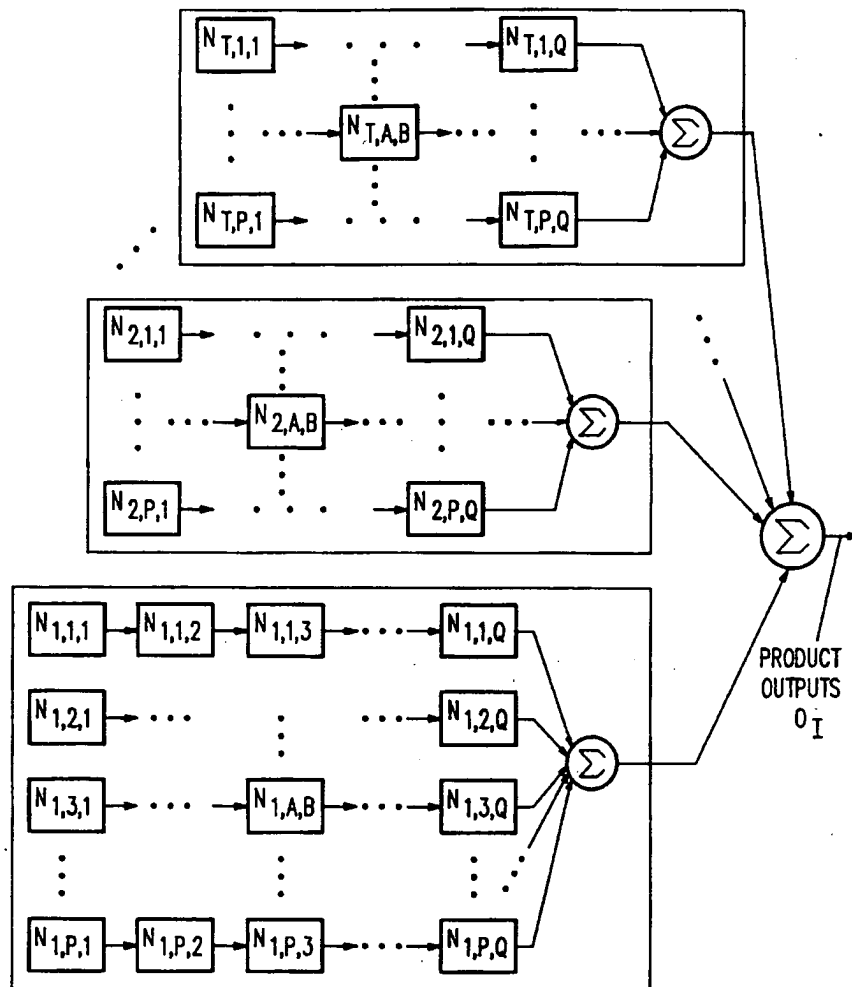 N T,1,1 N T,1,Q
N T,A,B Σ
N T,P,1 N T,P,Q
N 2,1,1 N 2,1,Q
N 2,A,B Σ
N 2,P,1 N 2,P,Q
Σ
N 1,1,1 N 1,1,2 N 1,1,3 N 1,1,Q
PRODUCT
OUTPUTS
O I
N 1,2,1 N 1,2,Q
Σ
N 1,3,1 N 1,A,B N 1,3,Q
N 1,P,1 N 1,P,2 N 1,P,3 N 1,P,Q